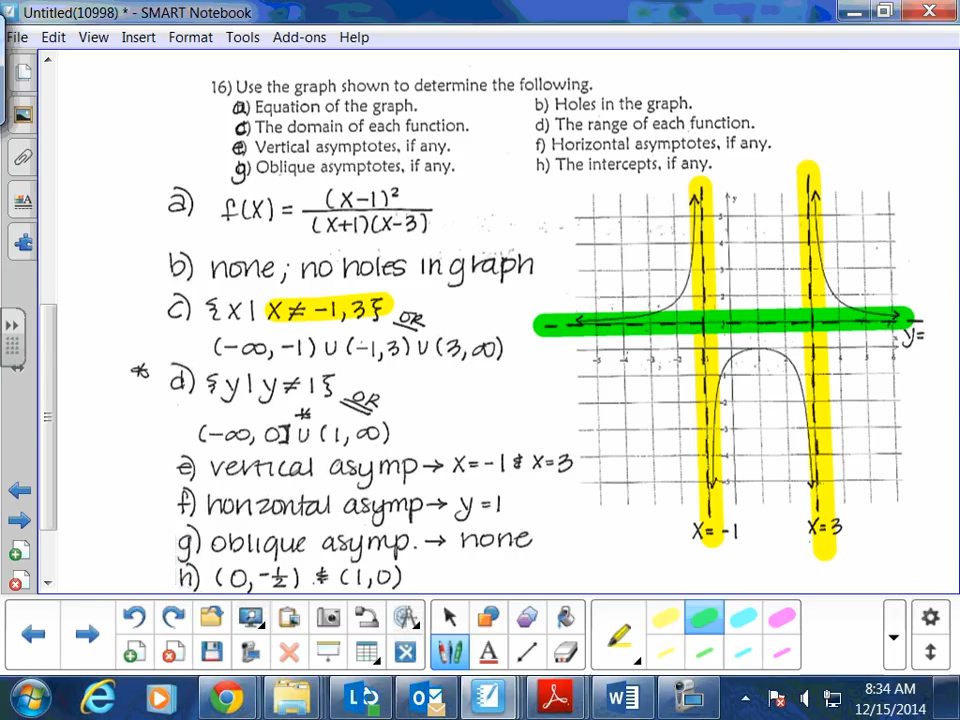 Untitled(10998) * - SMART Notebook
File Edit View Insert Format Tools Add-ons Help
16) Use the graph shown to determine the following.
a) Equation of the graph. b) Holes in the graph.
c) The domain of each function. d) The range of each function.
e) Vertical asymptotes, if any. f) Horizontal asymptotes, if any.
g) Oblique asymptotes, if any. h) The intercepts, if any.
a) f(x) = (x-1)² / (x+1)(x-3)
b) none; no holes in graph
c) {x | x ≠ -1, 3} OR
(-∞, -1) ∪ (-1, 3) ∪ (3, ∞)
* d) {y | y ≠ 1} OR
*
(-∞, 0] ∪ (1, ∞)
e) vertical asymp → x = -1 & x = 3
f) horizontal asymp → y = 1
g) oblique asymp. → none
h) (0, -½) & (1, 0)
y=
x = -1
x = 3
A
W
8:34 AM
12/15/2014